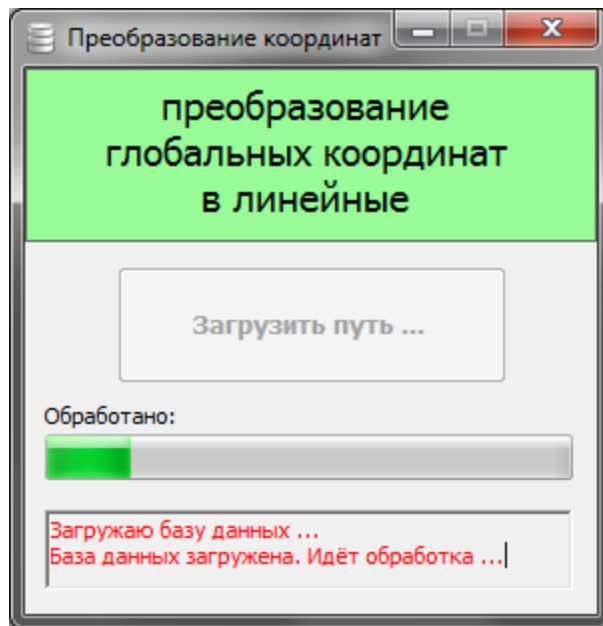 Преобразование координат
преобразование
глобальных координат
в линейные
Загрузить путь ...
Обработано:
Загружаю базу данных ...
База данных загружена. Идёт обработка ...